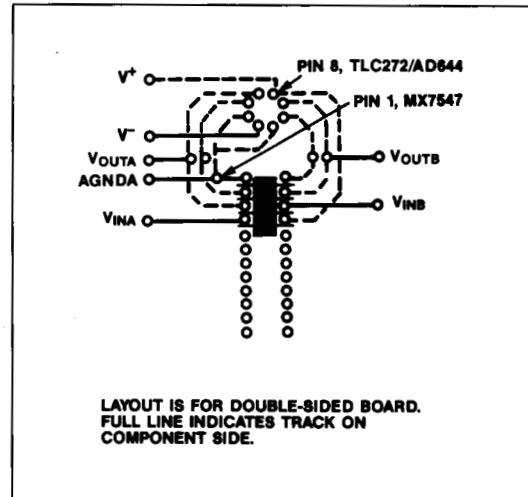 PIN 8, TLC272/AD644
V+
PIN 1, MX7547
V−
VOUTA
VOUTB
AGNDA
VINA
VINB
LAYOUT IS FOR DOUBLE-SIDED BOARD.
FULL LINE INDICATES TRACK ON
COMPONENT SIDE.